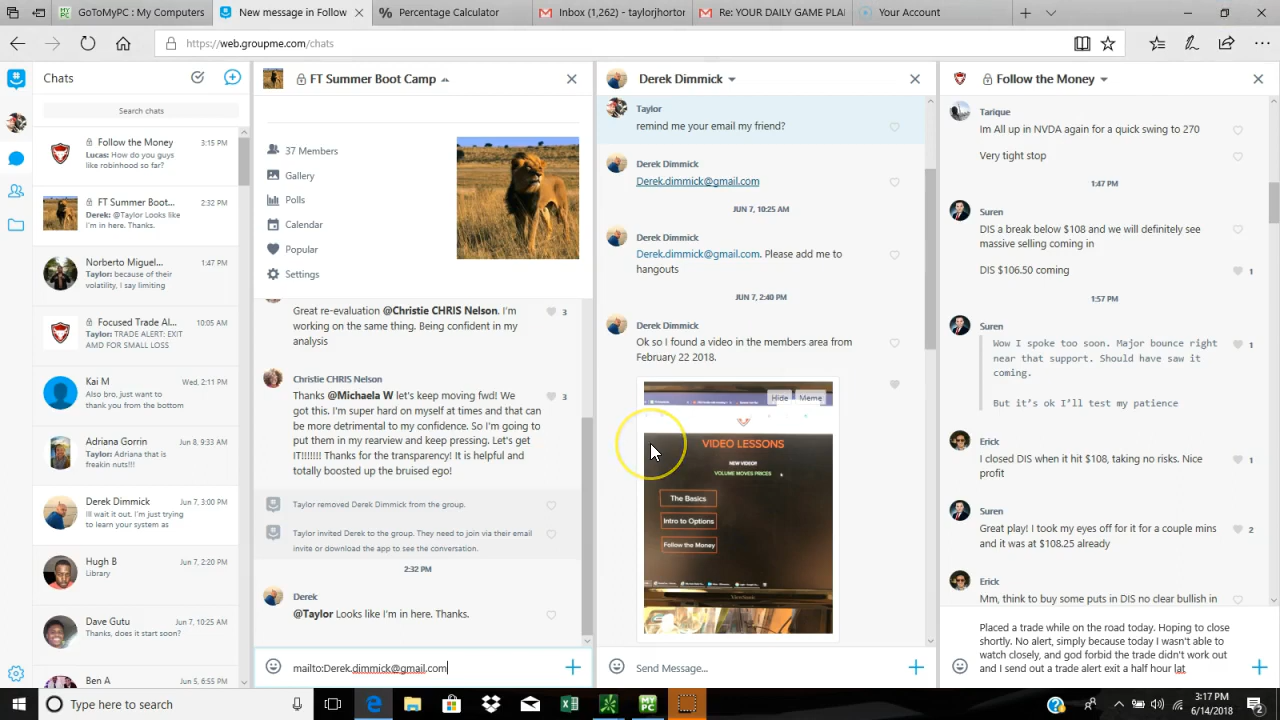 GoToMyPC : My Computers
New message in Follow
Percentage Calculator
Inbox (1,262) - taylorjhortor
Re: YOUR DAILY GAME PLA
Your Account
https://web.groupme.com/chats
Chats
Search chats
Follow the Money 3:15 PM
Lucas: How do you guys
like robinhood so far?
FT Summer Boot... 2:32 PM
Derek: @Taylor Looks like
I'm in here. Thanks.
Norberto Miguel... 1:47 PM
Taylor: because of their
volatility, I say limiting
Focused Trade Al... 10:05 AM
Taylor: TRADE ALERT: EXIT
AMD FOR SMALL LOSS
Kai M Wed, 2:11 PM
Also bro, just want to
thank you from the bottom
Adriana Gorrin Jun 8, 9:33 AM
Taylor: Adriana that is
freakin nuts!!!
Derek Dimmick Jun 7, 3:00 PM
Ill wait it out. I'm just trying
to learn your system as
Hugh B Jun 7, 2:20 PM
Library
Dave Gutu Jun 7, 10:25 AM
Thanks, does it start soon?
Ben A Jun 5, 6:55 PM
FT Summer Boot Camp
37 Members
Gallery
Polls
Calendar
Popular
Settings
Great re-evaluation @Christie CHRIS Nelson. I'm
working on the same thing. Being confident in my
analysis
3
Christie CHRIS Nelson
Thanks @Michaela W let's keep moving fwd! We
got this. I'm super hard on myself at times and that can
be more detrimental to my confidence. So I'm going to
put them in my rearview and keep pressing. Let's get
IT!!!!!!! Thanks for the transparency! It is helpful and
totally boosted up the bruised ego!
3
Taylor removed Derek Dimmick from the group.
Taylor invited Derek to the group. They need to join via their email
invite or download the app to see the conversation.
2:32 PM
Derek
@Taylor Looks like I'm in here. Thanks.
mailto:Derek.dimmick@gmail.com
Derek Dimmick
Taylor
remind me your email my friend?
Derek Dimmick
Derek.dimmick@gmail.com
JUN 7, 10:25 AM
Derek Dimmick
Derek.dimmick@gmail.com. Please add me to
hangouts
JUN 7, 2:40 PM
Derek Dimmick
Ok so I found a video in the members area from
February 22 2018.
Hide Meme
VIDEO LESSONS
NEW VIDEO!
VOLUME MOVES PRICES
The Basics
Intro to Options
Follow the Money
ViewSonic
Send Message...
Follow the Money
Tarique
Im All up in NVDA again for a quick swing to 270
Very tight stop
1:47 PM
Suren
DIS a break below $108 and we will definitely see
massive selling coming in
DIS $106.50 coming 1
1:57 PM
Suren
Wow I spoke too soon. Major bounce right
near that support. Should have saw it
coming.
But it's ok I'll test my patience
1
Erick
I closed DIS when it hit $108, taking no risks. Nice
profit
1
Suren
Great play! I took my eyes off for it for a couple mins
and it was at $108.25 already
2
Erick
Mm, think to buy some puts in DIS no clear bullish in
Placed a trade while on the road today. Hoping to close
shortly. No alert, simply because today I wasn't able to
watch closely, and god forbid the trade didn't work out
and I send out a trade alert exit a half hour lat
Type here to search
MY PC
3:17 PM
6/14/2018
2